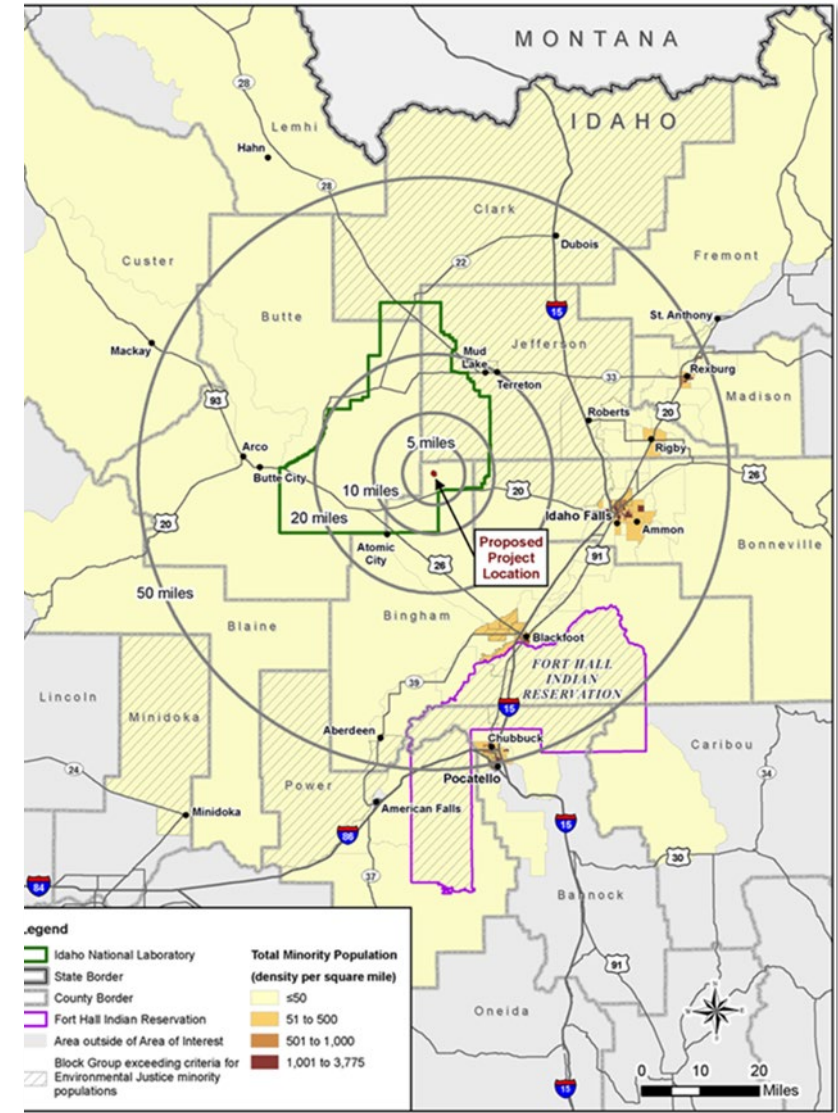 MONTANA
28
Lemhi
IDAHO
Hahn
28
Clark
Custer
Dubois
22
Fremont
Butte
15
St. Anthony
Jefferson
Mackay
Mud
Lake
Terreton
33
Rexburg
93
Madison
20
Roberts
Arco
5 miles
Rigby
Butte City
26
10 miles
20
20 miles
Idaho Falls
Ammon
20
Proposed
Project
Location
Atomic
City
91
Bonneville
26
50 miles
Bingham
Blaine
Blackfoot
FORT HALL
INDIAN
RESERVATION
39
Lincoln
15
Minidoka
Aberdeen
Chubbuck
Caribou
24
Power
Pocatello
34
Minidoka
American Falls
15
86
30
37
84
Bannock
91
Oneida
15
N
0 10 20
Miles
egend
Idaho National Laboratory
State Border
County Border
Fort Hall Indian Reservation
Area outside of Area of Interest
Block Group exceeding criteria for
Environmental Justice minority
populations
Total Minority Population
(density per square mile)
≤50
51 to 500
501 to 1,000
1,001 to 3,775